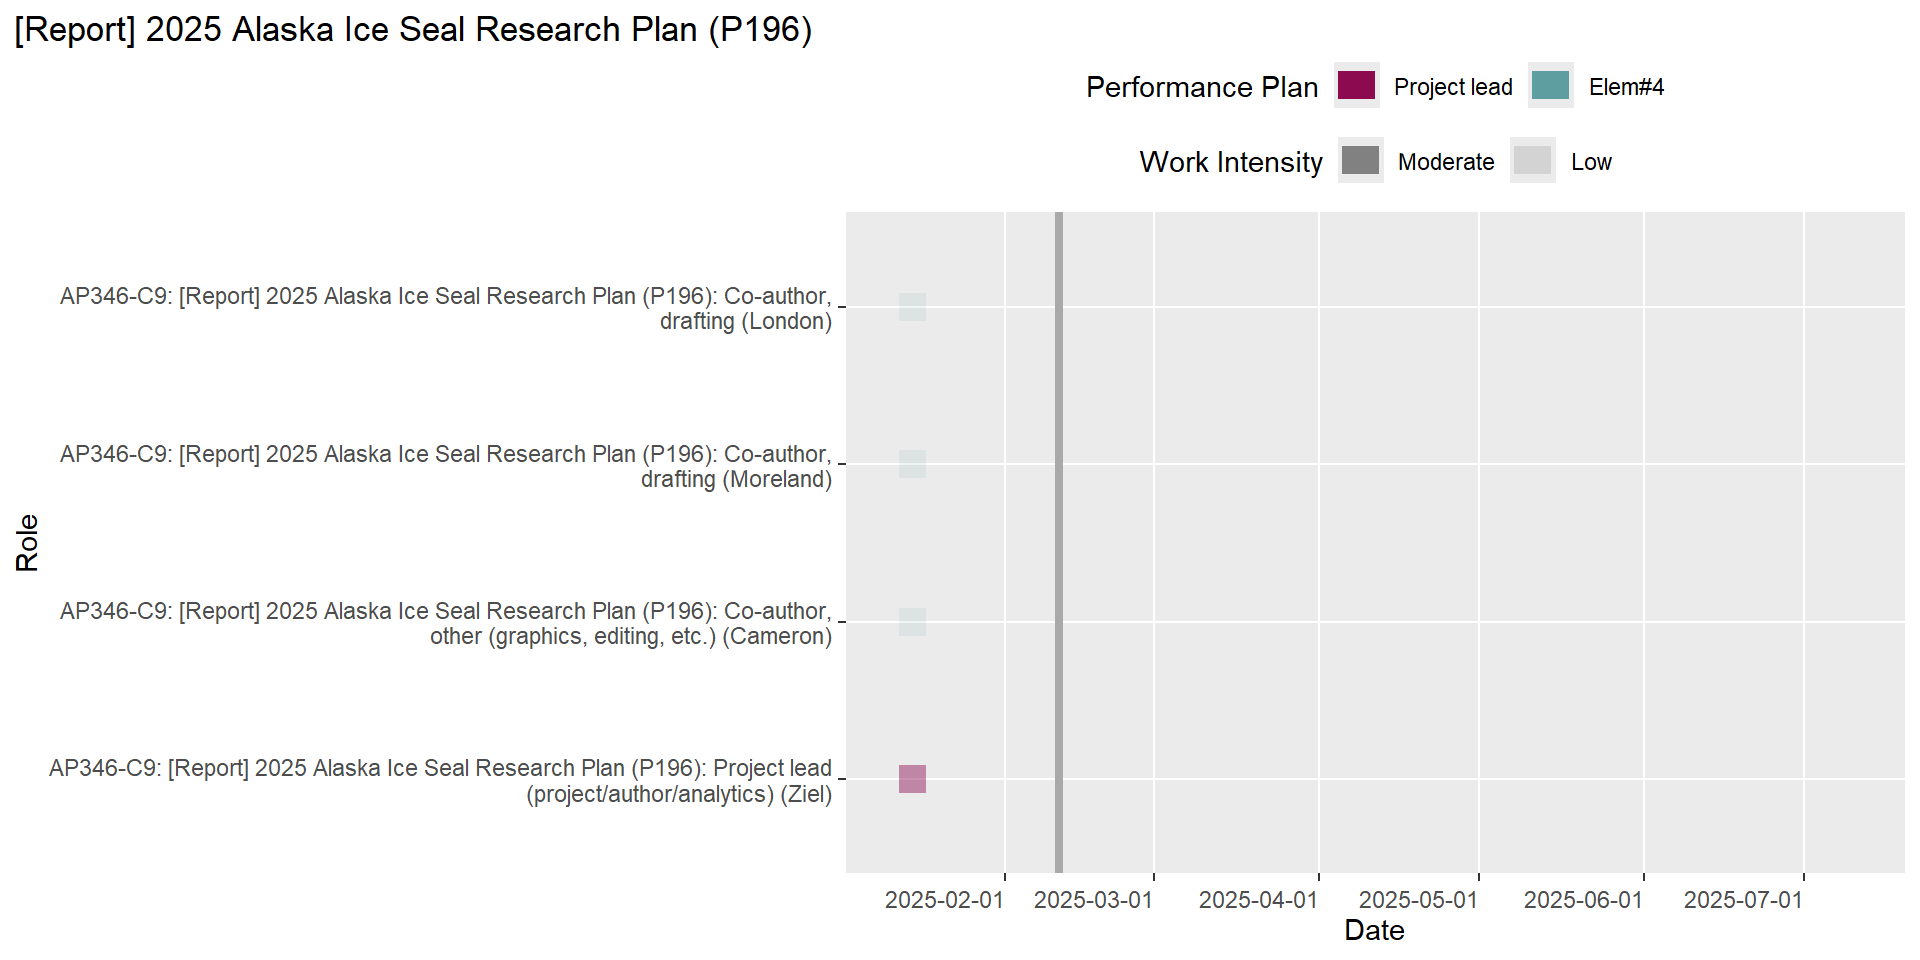 [Report] 2025 Alaska Ice Seal Research Plan (P196)
Performance Plan Project lead Elem#4
Work Intensity Moderate Low
AP346-C9: [Report] 2025 Alaska Ice Seal Research Plan (P196): Co-author,
drafting (London)
AP346-C9: [Report] 2025 Alaska Ice Seal Research Plan (P196): Co-author,
drafting (Moreland)
Role
AP346-C9: [Report] 2025 Alaska Ice Seal Research Plan (P196): Co-author,
other (graphics, editing, etc.) (Cameron)
AP346-C9: [Report] 2025 Alaska Ice Seal Research Plan (P196): Project lead
(project/author/analytics) (Ziel)
2025-02-01 2025-03-01 2025-04-01 2025-05-01 2025-06-01 2025-07-01
Date